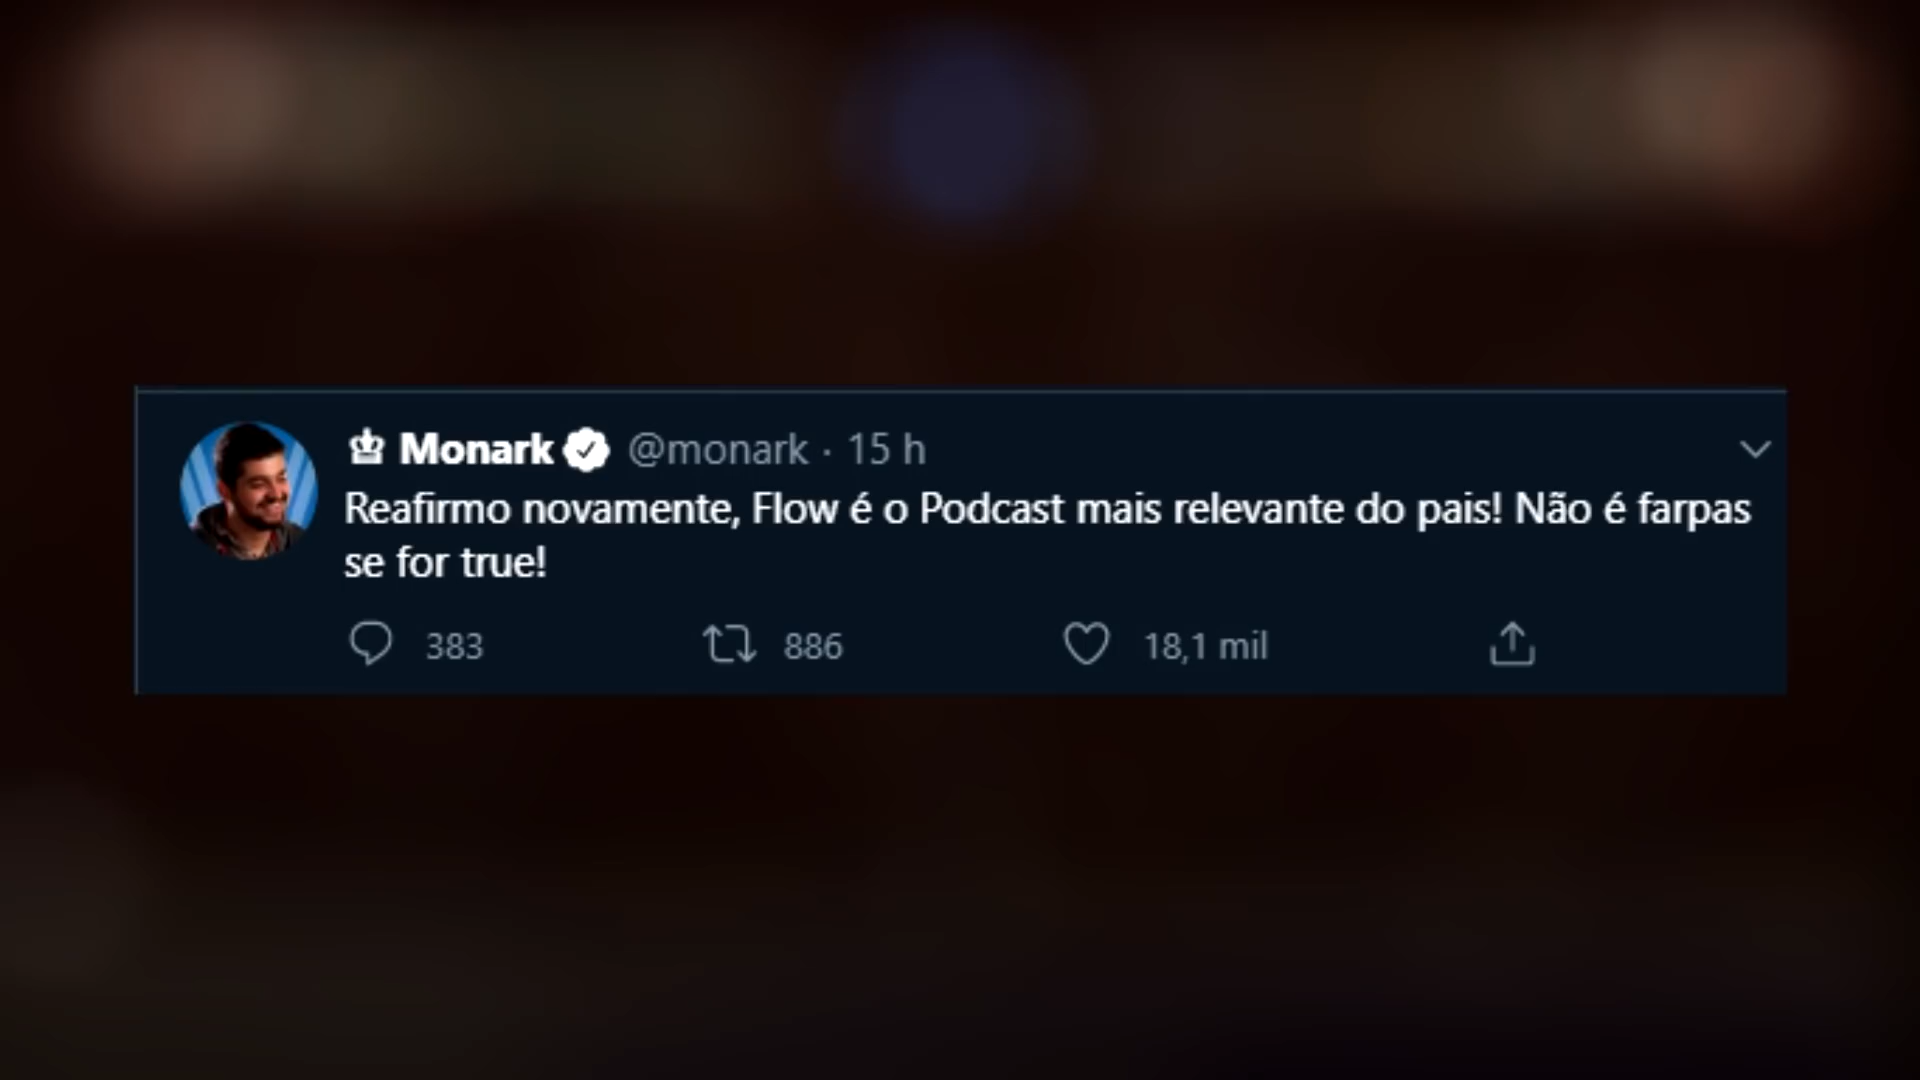 ♔ Monark @monark · 15 h
Reafirmo novamente, Flow é o Podcast mais relevante do pais! Não é farpas
se for true!
383 886 18,1 mil